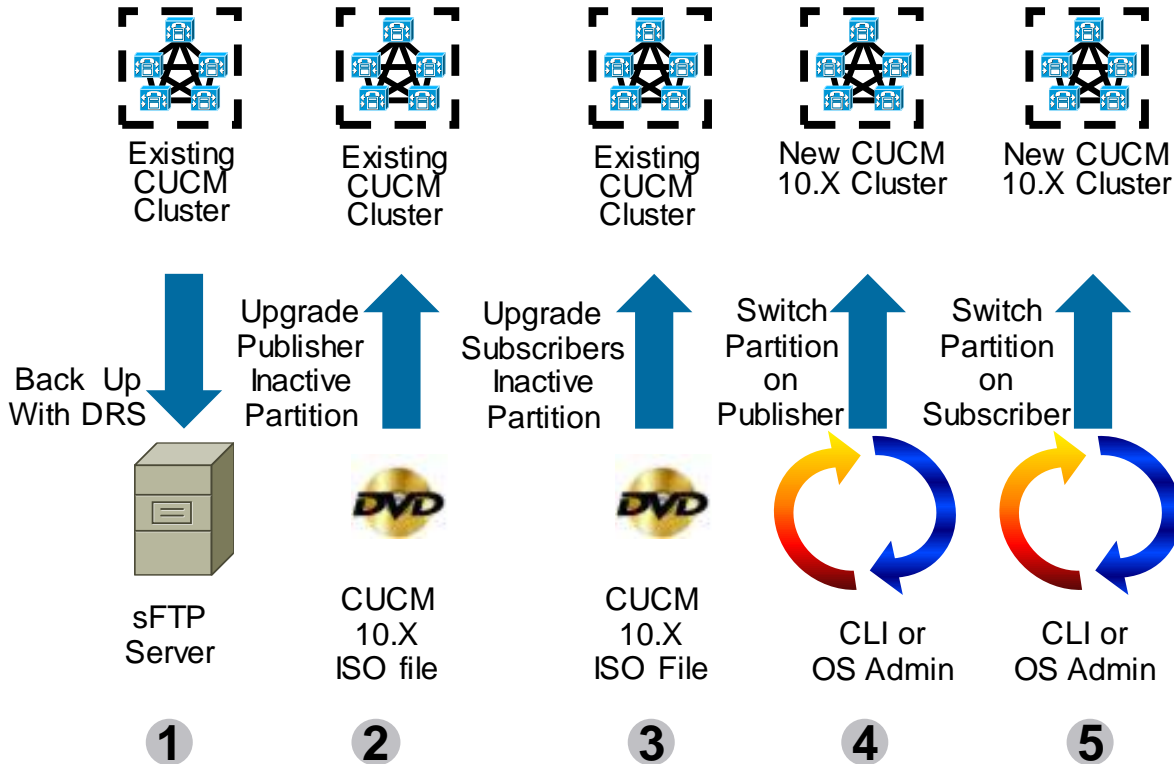 Existing
CUCM
Cluster
Existing
CUCM
Cluster
Existing
CUCM
Cluster
New CUCM
10.X Cluster
New CUCM
10.X Cluster
Back Up
With DRS
Upgrade
Publisher
Inactive
Partition
Upgrade
Subscribers
Inactive
Partition
Switch
Partition
on
Publisher
Switch
Partition
on
Subscriber
sFTP
Server
DVD
CUCM
10.X
ISO file
DVD
CUCM
10.X
ISO File
CLI or
OS Admin
CLI or
OS Admin
1
2
3
4
5